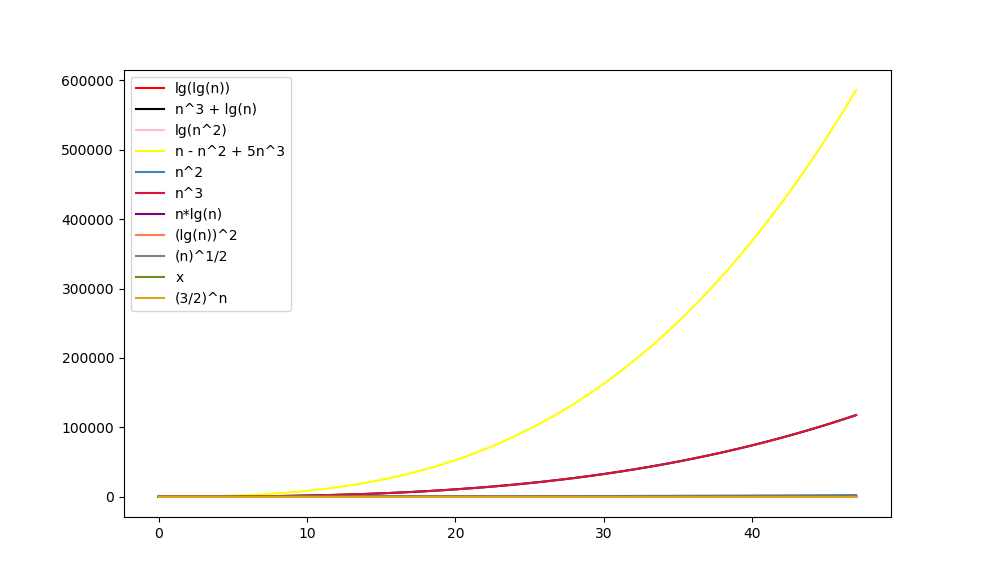 600000
500000
400000
300000
200000
100000
0
lg(lg(n))
n^3 + lg(n)
lg(n^2)
n - n^2 + 5n^3
n^2
n^3
n*lg(n)
(lg(n))^2
(n)^1/2
x
(3/2)^n
0 10 20 30 40